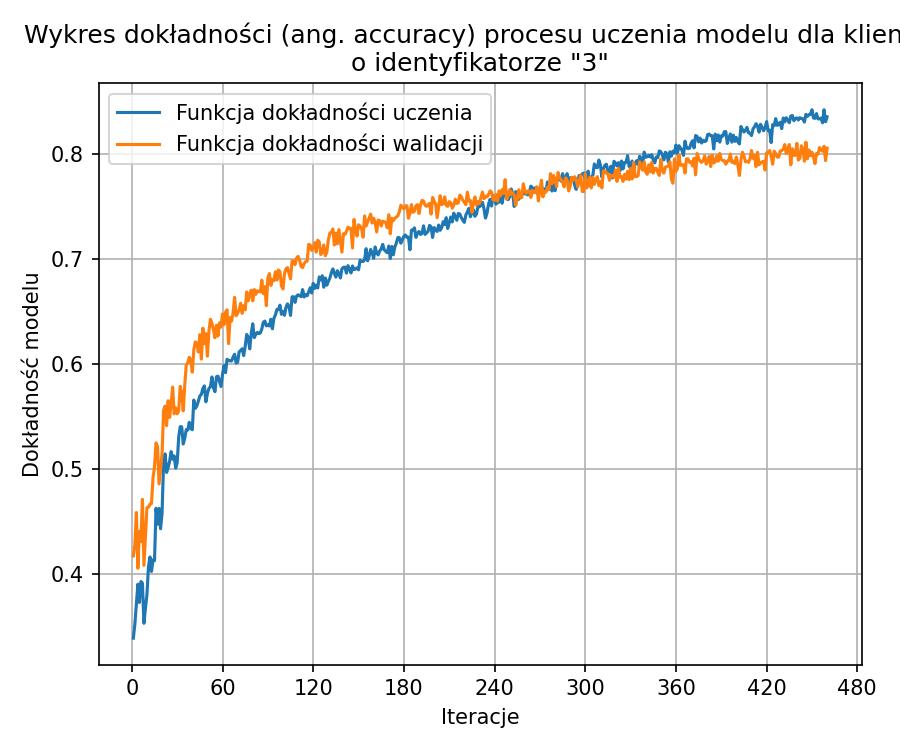 Wykres dokładności (ang. accuracy) procesu uczenia modelu dla
o identyfikatorze "3"
Funkcja dokładności uczenia
Funkcja dokładności walidacji
Dokładność modelu
0.8
0.7
0.6
0.5
0.4
0 60 120 180 240 300 360 420 480
Iteracje